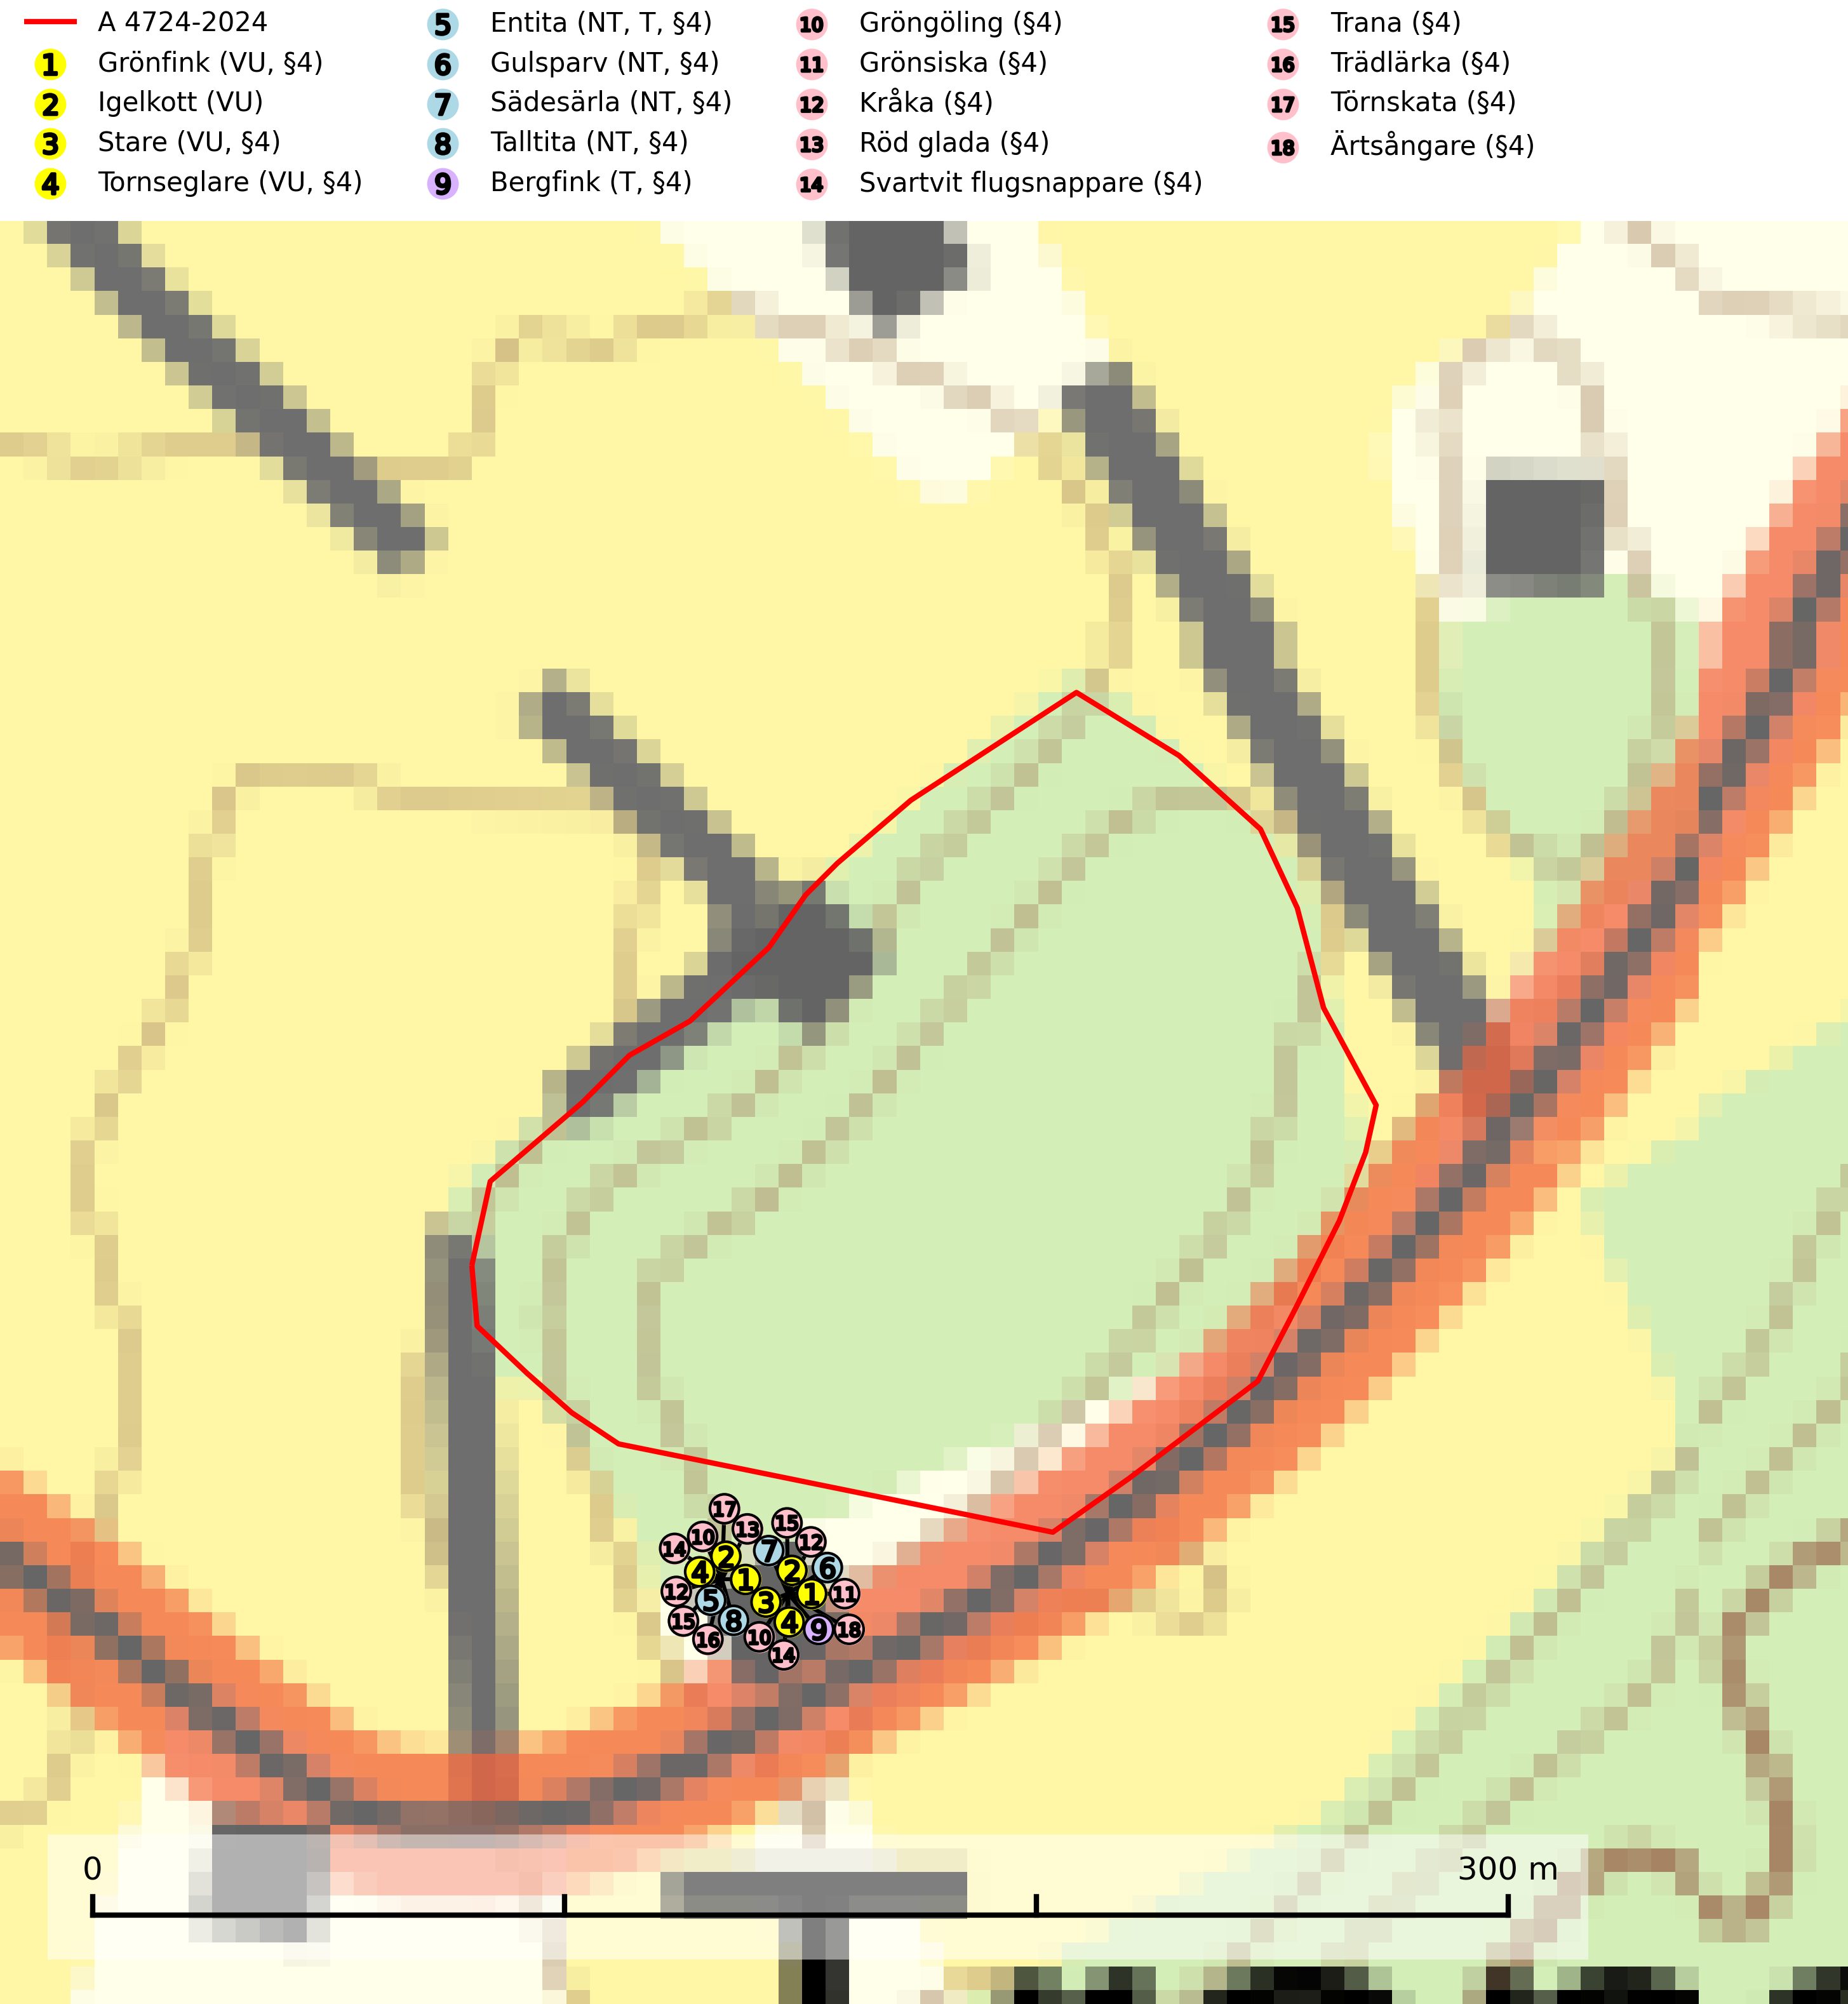 A 4724-2024
1 Grönfink (VU, §4)
2 Igelkott (VU)
3 Stare (VU, §4)
4 Tornseglare (VU, §4)
5 Entita (NT, T, §4)
6 Gulsparv (NT, §4)
7 Sädesärla (NT, §4)
8 Talltita (NT, §4)
9 Bergfink (T, §4)
10 Gröngöling (§4)
11 Grönsiska (§4)
12 Kråka (§4)
13 Röd glada (§4)
14 Svartvit flugsnappare (§4)
15 Trana (§4)
16 Trädlärka (§4)
17 Törnskata (§4)
18 Ärtsångare (§4)
17
13 15
10 12
14 2 7
4 1 2 6
12 5 3 1 11
15 8 4 9 18
16 10
14
0 300 m